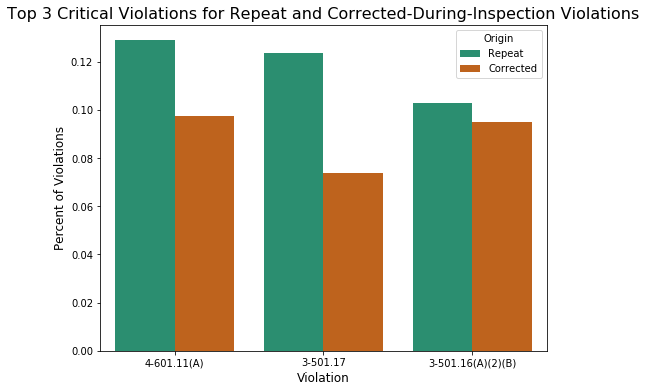 Top 3 Critical Violations for Repeat and Corrected-During-Inspection Violations
Origin
Repeat
Corrected
Percent of Violations
0.12
0.10
0.08
0.06
0.04
0.02
0.00
4-601.11(A)
3-501.17
3-501.16(A)(2)(B)
Violation